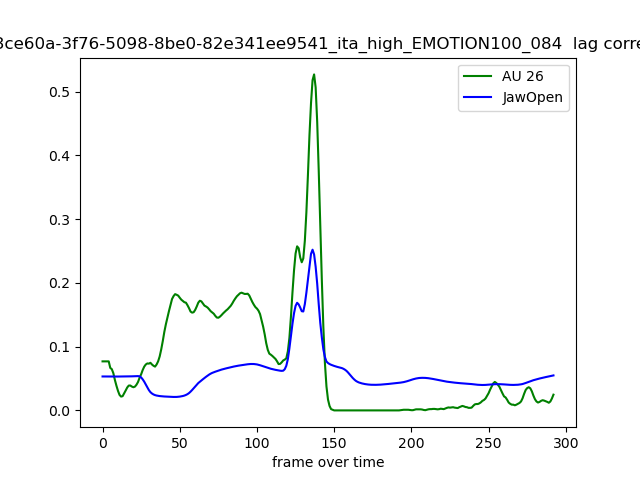 3ce60a-3f76-5098-8be0-82e341ee9541_ita_high_EMOTION100_084 lag corre
AU 26
JawOpen
0.5
0.4
0.3
0.2
0.1
0.0
0 50 100 150 200 250 300
frame over time